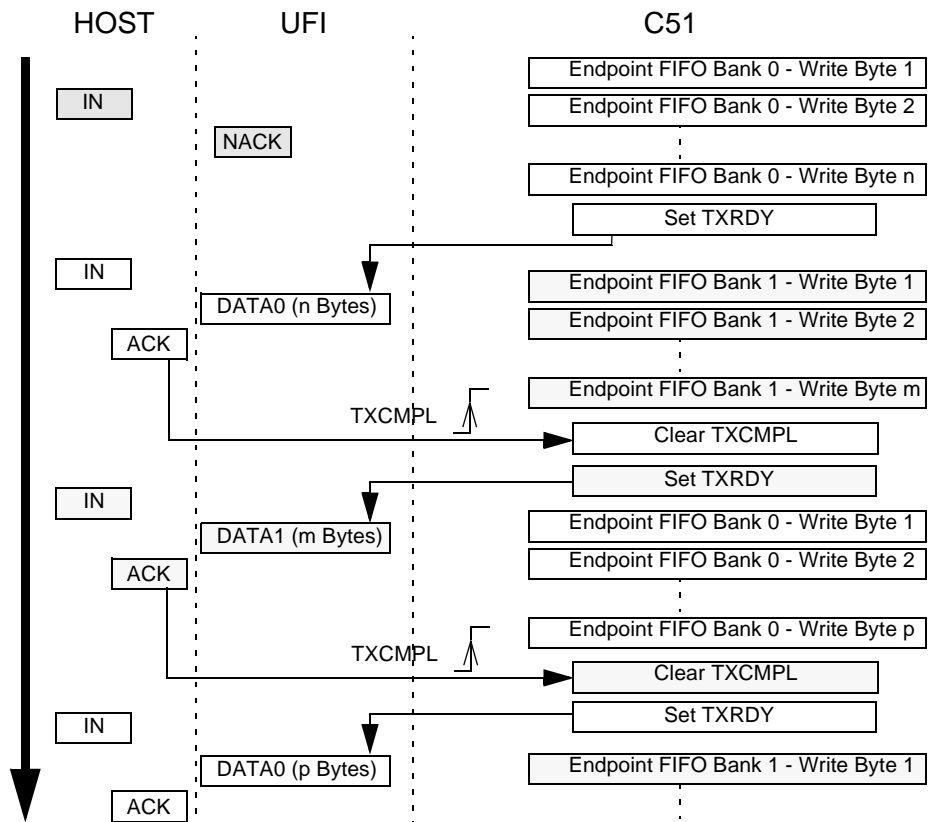 HOST UFI C51
Endpoint FIFO Bank 0 - Write Byte 1
IN
Endpoint FIFO Bank 0 - Write Byte 2
NACK
Endpoint FIFO Bank 0 - Write Byte n
Set TXRDY
IN
Endpoint FIFO Bank 1 - Write Byte 1
DATA0 (n Bytes)
Endpoint FIFO Bank 1 - Write Byte 2
ACK
Endpoint FIFO Bank 1 - Write Byte m
TXCMPL
Clear TXCMPL
Set TXRDY
IN
Endpoint FIFO Bank 0 - Write Byte 1
DATA1 (m Bytes)
Endpoint FIFO Bank 0 - Write Byte 2
ACK
Endpoint FIFO Bank 0 - Write Byte p
TXCMPL
Clear TXCMPL
Set TXRDY
IN
DATA0 (p Bytes)
Endpoint FIFO Bank 1 - Write Byte 1
ACK